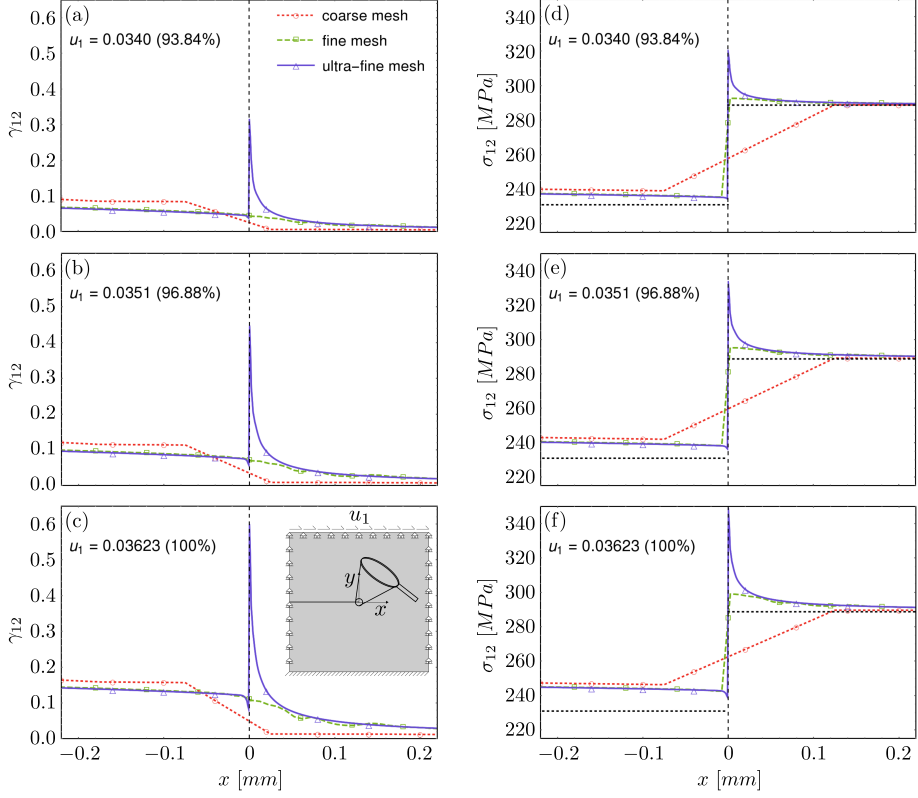 (a)
coarse mesh
u₁ = 0.0340 (93.84%)
fine mesh
ultra−fine mesh
0.6
0.5
0.4
0.3
0.2
0.1
0.0
γ₁₂
(d)
u₁ = 0.0340 (93.84%)
340
320
300
280
260
240
220
σ₁₂ [MPa]
(b)
u₁ = 0.0351 (96.88%)
0.6
0.5
0.4
0.3
0.2
0.1
0.0
γ₁₂
(e)
u₁ = 0.0351 (96.88%)
340
320
300
280
260
240
220
σ₁₂ [MPa]
(c)
u₁ = 0.03623 (100%)
u₁
y
x
0.6
0.5
0.4
0.3
0.2
0.1
0.0
γ₁₂
−0.2 −0.1 0 0.1 0.2
x [mm]
(f)
u₁ = 0.03623 (100%)
340
320
300
280
260
240
220
σ₁₂ [MPa]
−0.2 −0.1 0 0.1 0.2
x [mm]